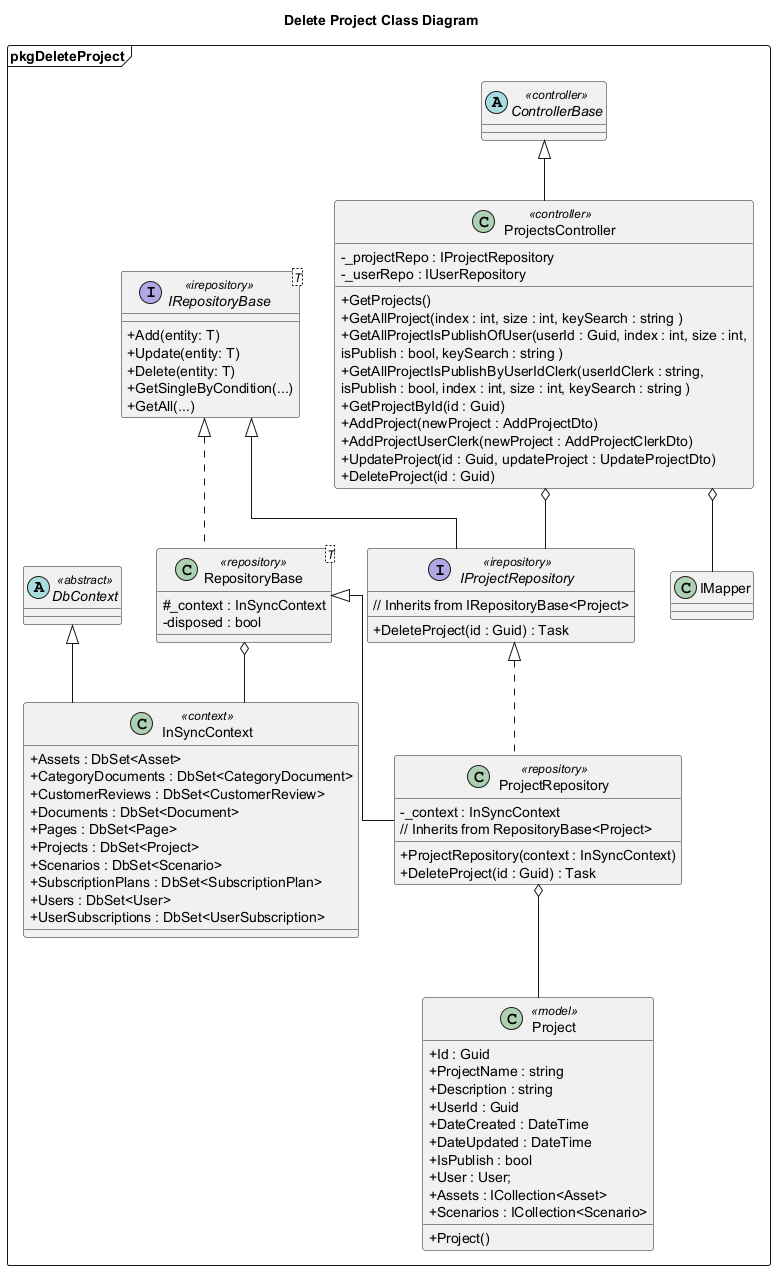 Delete Project Class Diagram
pkgDeleteProject
A
«controller»
ControllerBase
C
«controller»
ProjectsController
-_projectRepo : IProjectRepository
-_userRepo : IUserRepository
+GetProjects()
+GetAllProject(index : int, size : int, keySearch : string )
+GetAllProjectIsPublishOfUser(userId : Guid, index : int, size : int,
isPublish : bool, keySearch : string )
+GetAllProjectIsPublishByUserIdClerk(userIdClerk : string,
isPublish : bool, index : int, size : int, keySearch : string )
+GetProjectById(id : Guid)
+AddProject(newProject : AddProjectDto)
+AddProjectUserClerk(newProject : AddProjectClerkDto)
+UpdateProject(id : Guid, updateProject : UpdateProjectDto)
+DeleteProject(id : Guid)
I
«irepository»
IRepositoryBase
T
+Add(entity: T)
+Update(entity: T)
+Delete(entity: T)
+GetSingleByCondition(...)
+GetAll(...)
A
«abstract»
DbContext
C
«repository»
RepositoryBase
T
#_context : InSyncContext
-disposed : bool
I
«irepository»
IProjectRepository
// Inherits from IRepositoryBase<Project>
+DeleteProject(id : Guid) : Task
C
IMapper
C
«context»
InSyncContext
+Assets : DbSet<Asset>
+CategoryDocuments : DbSet<CategoryDocument>
+CustomerReviews : DbSet<CustomerReview>
+Documents : DbSet<Document>
+Pages : DbSet<Page>
+Projects : DbSet<Project>
+Scenarios : DbSet<Scenario>
+SubscriptionPlans : DbSet<SubscriptionPlan>
+Users : DbSet<User>
+UserSubscriptions : DbSet<UserSubscription>
C
«repository»
ProjectRepository
-_context : InSyncContext
// Inherits from RepositoryBase<Project>
+ProjectRepository(context : InSyncContext)
+DeleteProject(id : Guid) : Task
C
«model»
Project
+Id : Guid
+ProjectName : string
+Description : string
+UserId : Guid
+DateCreated : DateTime
+DateUpdated : DateTime
+IsPublish : bool
+User : User;
+Assets : ICollection<Asset>
+Scenarios : ICollection<Scenario>
+Project()